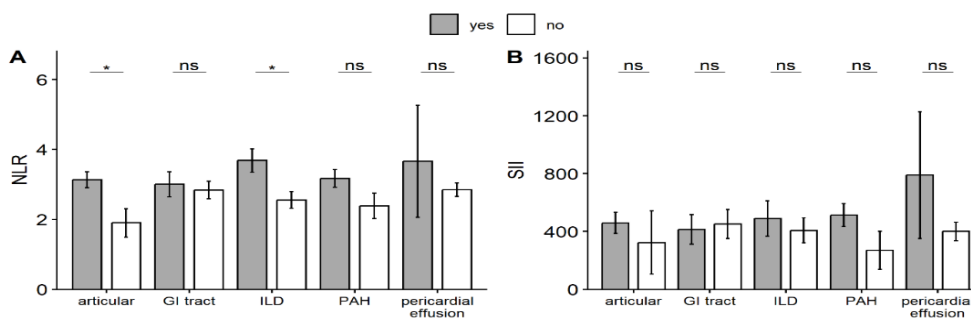 yes no
A
* ns * ns ns
6
4
2
0
NLR
articular GI tract ILD PAH pericardial
effusion
B
ns ns ns ns ns
1600
1200
800
400
0
SII
articular GI tract ILD PAH pericardial
effusion